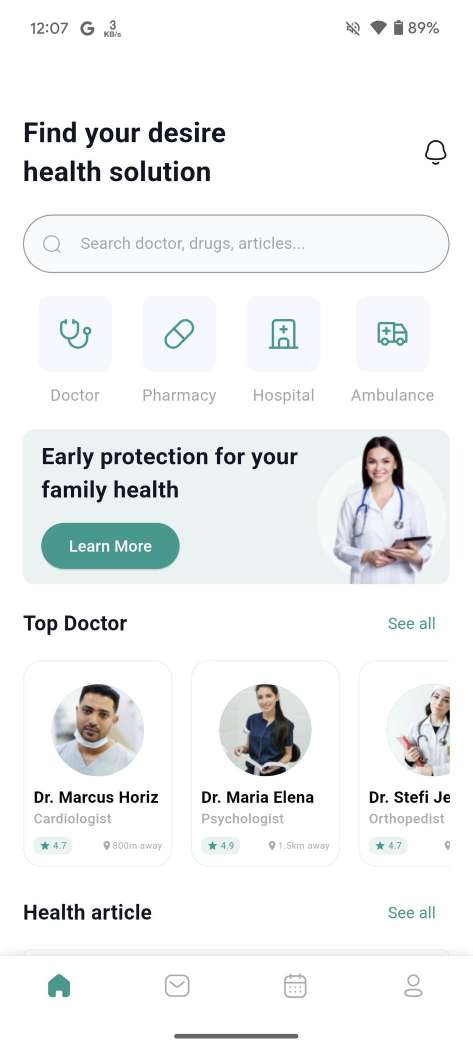 12:07 G 3 KB/s 89%
Find your desire
health solution
Search doctor, drugs, articles...
Doctor Pharmacy Hospital Ambulance
Early protection for your
family health
Learn More
Top Doctor See all
Dr. Marcus Horiz Dr. Maria Elena Dr. Stefi Je
Cardiologist Psychologist Orthopedist
4.7 800m away 4.9 1.5km away 4.7
Health article See all